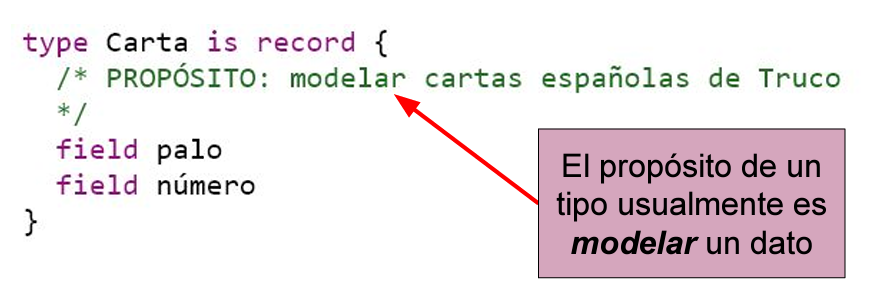 type Carta is record {
/* PROPÓSITO: modelar cartas españolas de Truco
*/
field palo
field número
}
El propósito de un
tipo usualmente es
modelar un dato